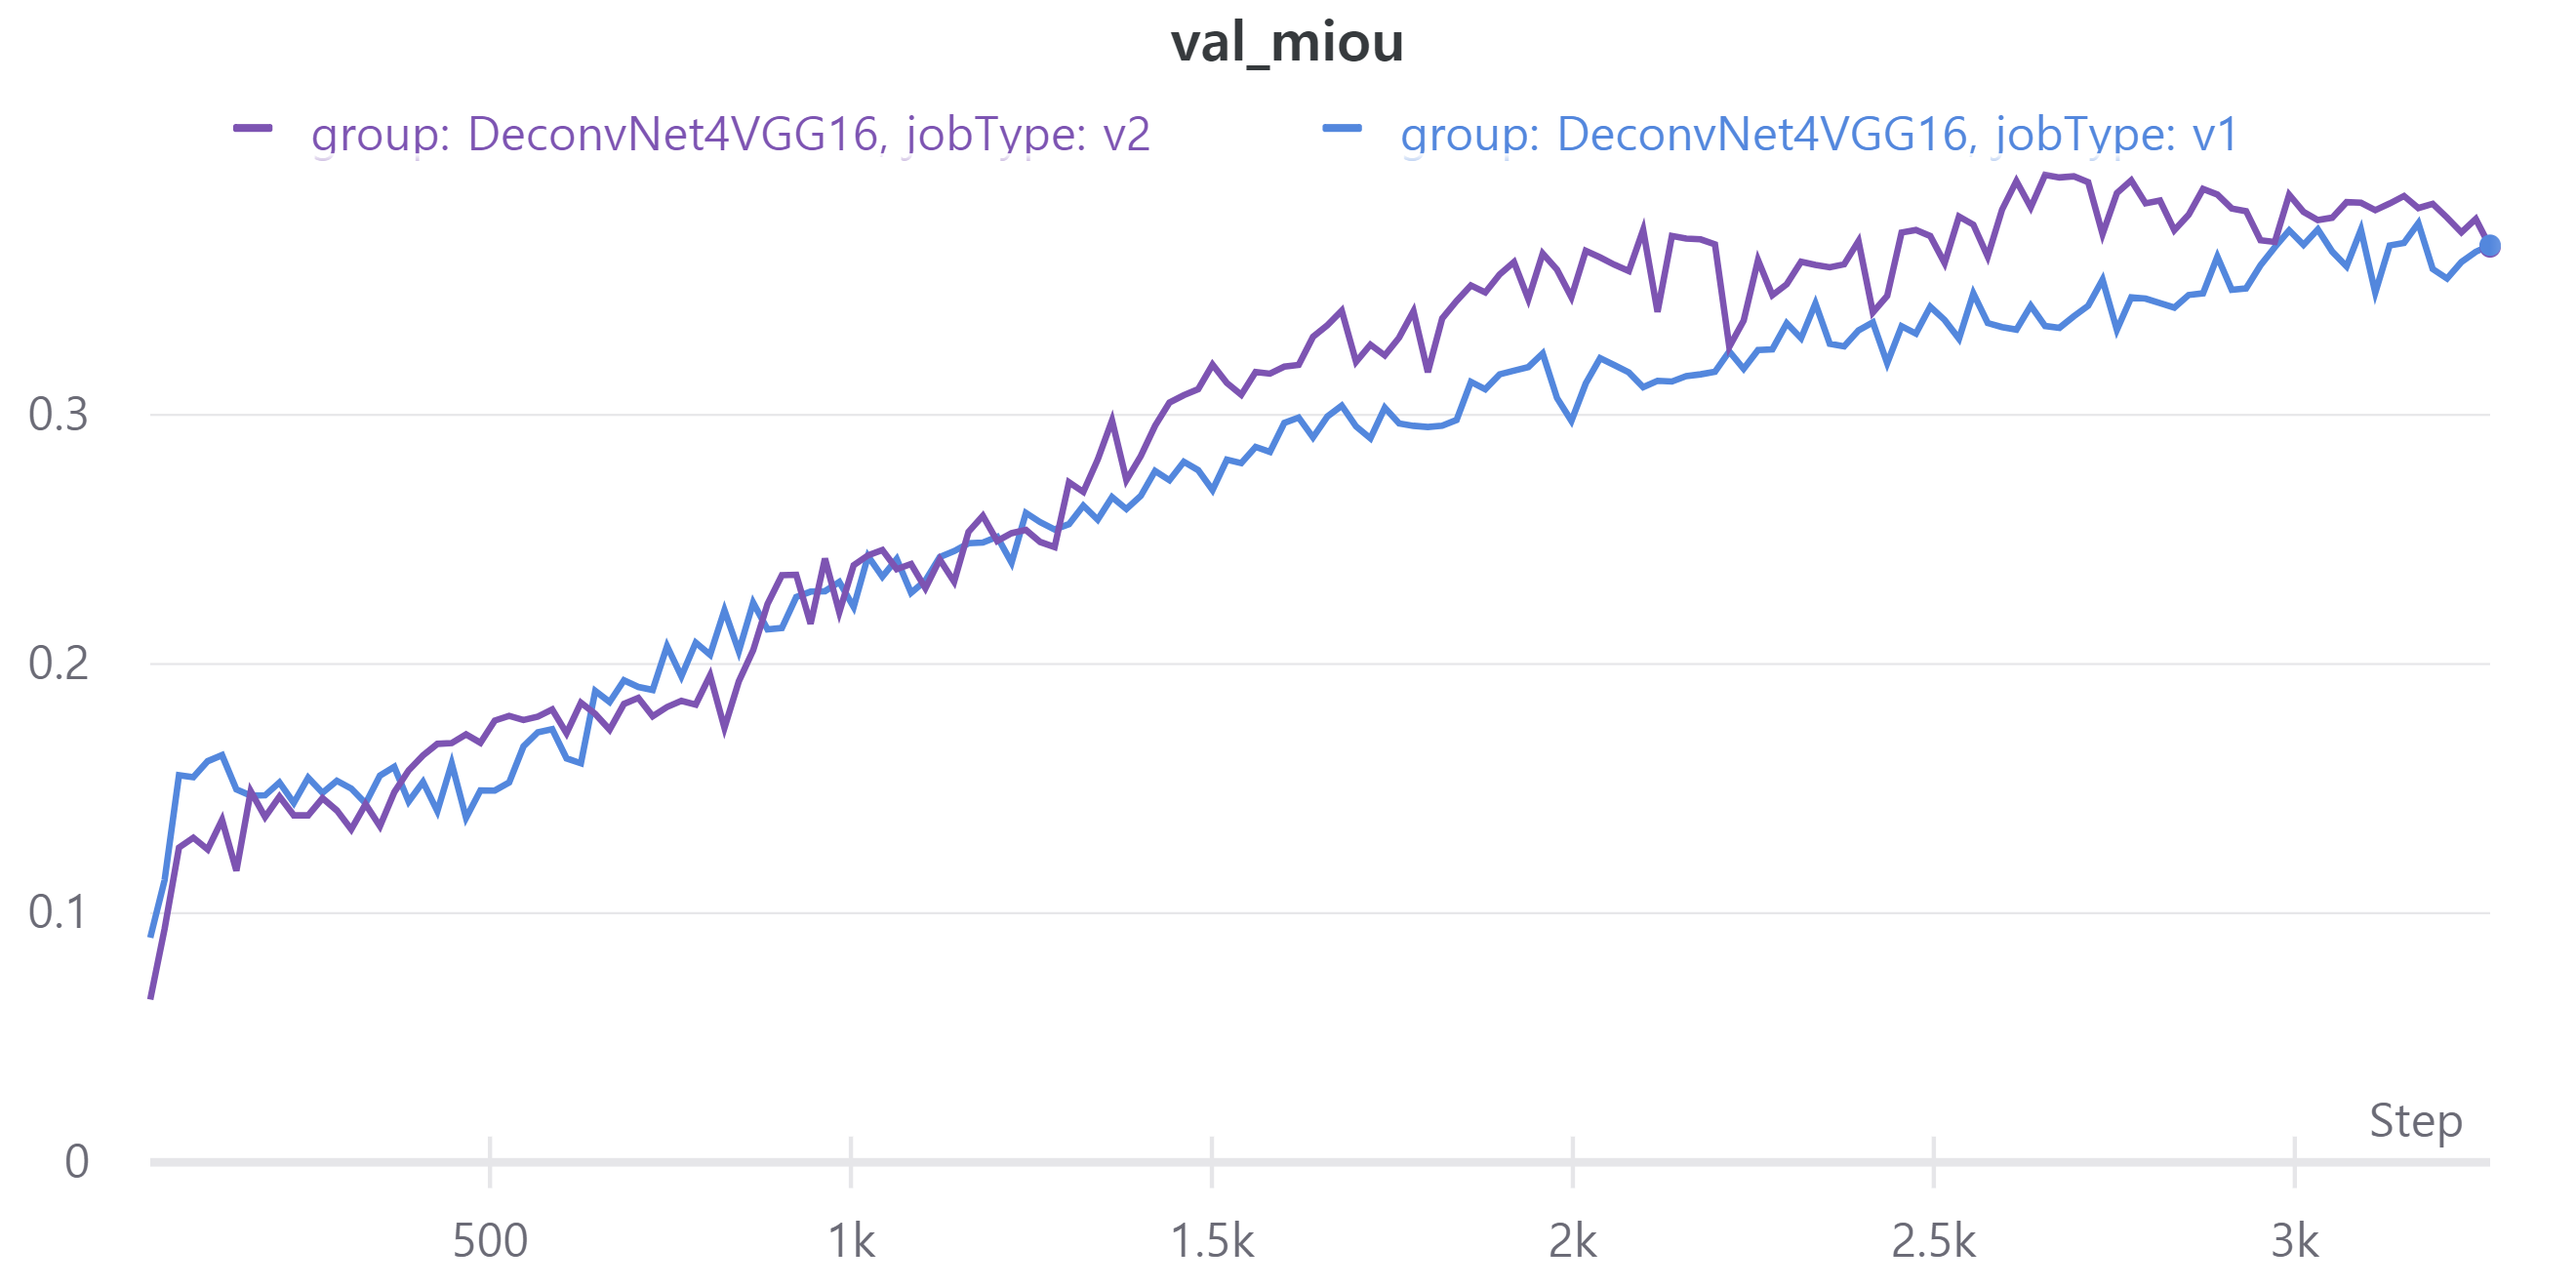 val_miou
group: DeconvNet4VGG16, jobType: v2
group: DeconvNet4VGG16, jobType: v1
0.3
0.2
0.1
0
Step
500
1k
1.5k
2k
2.5k
3k